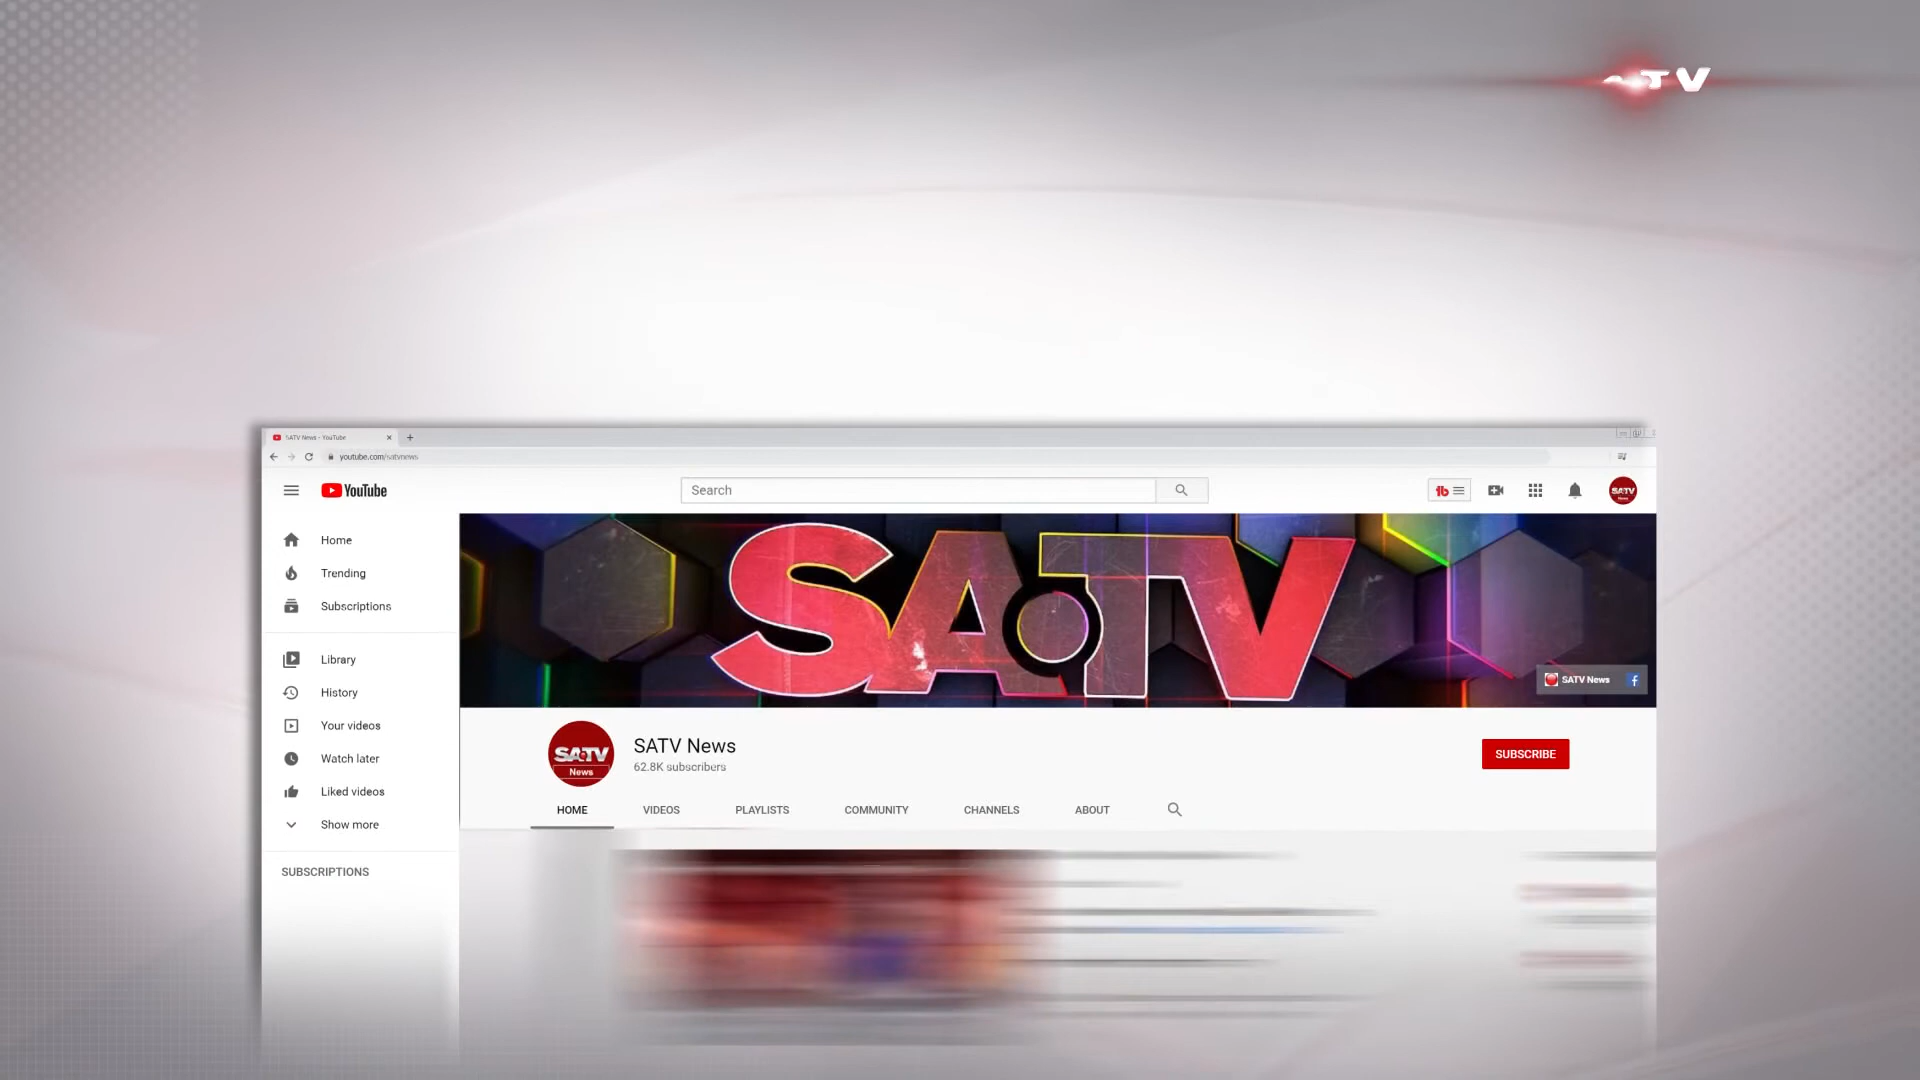 TV
SATV News - YouTube
youtube.com/satvnews
YouTube
Search
SATV
Home
Trending
Subscriptions
Library
History
Your videos
Watch later
Liked videos
Show more
SUBSCRIPTIONS
SATV
SATV News
SATV
News
SATV News
62.8K subscribers
SUBSCRIBE
HOME VIDEOS PLAYLISTS COMMUNITY CHANNELS ABOUT